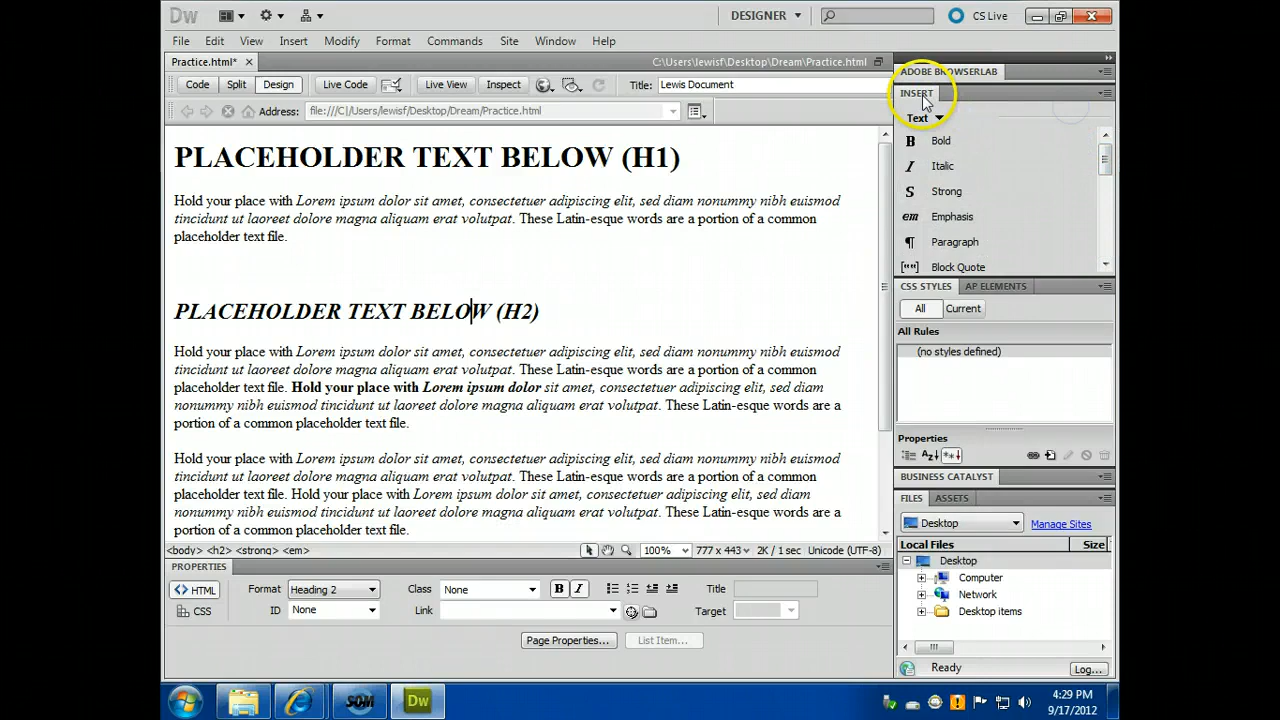 Dw DESIGNER CS Live
File Edit View Insert Modify Format Commands Site Window Help
Practice.html* C:\Users\lewisf\Desktop\Dream\Practice.html
Code Split Design Live Code Live View Inspect Title: Lewis Document
Address: file:///C|/Users/lewisf/Desktop/Dream/Practice.html
PLACEHOLDER TEXT BELOW (H1)
Hold your place with Lorem ipsum dolor sit amet, consectetuer adipiscing elit, sed diam nonummy nibh euismod
tincidunt ut laoreet dolore magna aliquam erat volutpat. These Latin-esque words are a portion of a common
placeholder text file.
PLACEHOLDER TEXT BELOW (H2)
Hold your place with Lorem ipsum dolor sit amet, consectetuer adipiscing elit, sed diam nonummy nibh euismod
tincidunt ut laoreet dolore magna aliquam erat volutpat. These Latin-esque words are a portion of a common
placeholder text file. Hold your place with Lorem ipsum dolor sit amet, consectetuer adipiscing elit, sed diam
nonummy nibh euismod tincidunt ut laoreet dolore magna aliquam erat volutpat. These Latin-esque words are a
portion of a common placeholder text file.
Hold your place with Lorem ipsum dolor sit amet, consectetuer adipiscing elit, sed diam nonummy nibh euismod
tincidunt ut laoreet dolore magna aliquam erat volutpat. These Latin-esque words are a portion of a common
placeholder text file. Hold your place with Lorem ipsum dolor sit amet, consectetuer adipiscing elit, sed diam
nonummy nibh euismod tincidunt ut laoreet dolore magna aliquam erat volutpat. These Latin-esque words are a
portion of a common placeholder text file.
<body> <h2> <strong> <em> 100% 777 x 443 2K / 1 sec Unicode (UTF-8)
PROPERTIES
<> HTML Format Heading 2 Class None B I Title
CSS ID None Link Target
Page Properties... List Item...
ADOBE BROWSERLAB
INSERT
Text
B Bold
I Italic
S Strong
em Emphasis
¶ Paragraph
[""] Block Quote
CSS STYLES AP ELEMENTS
All Current
All Rules
(no styles defined)
Properties
BUSINESS CATALYST
FILES ASSETS
Desktop Manage Sites
Local Files Size
Desktop
Computer
Network
Desktop items
Ready Log...
SDM Dw
4:29 PM
9/17/2012